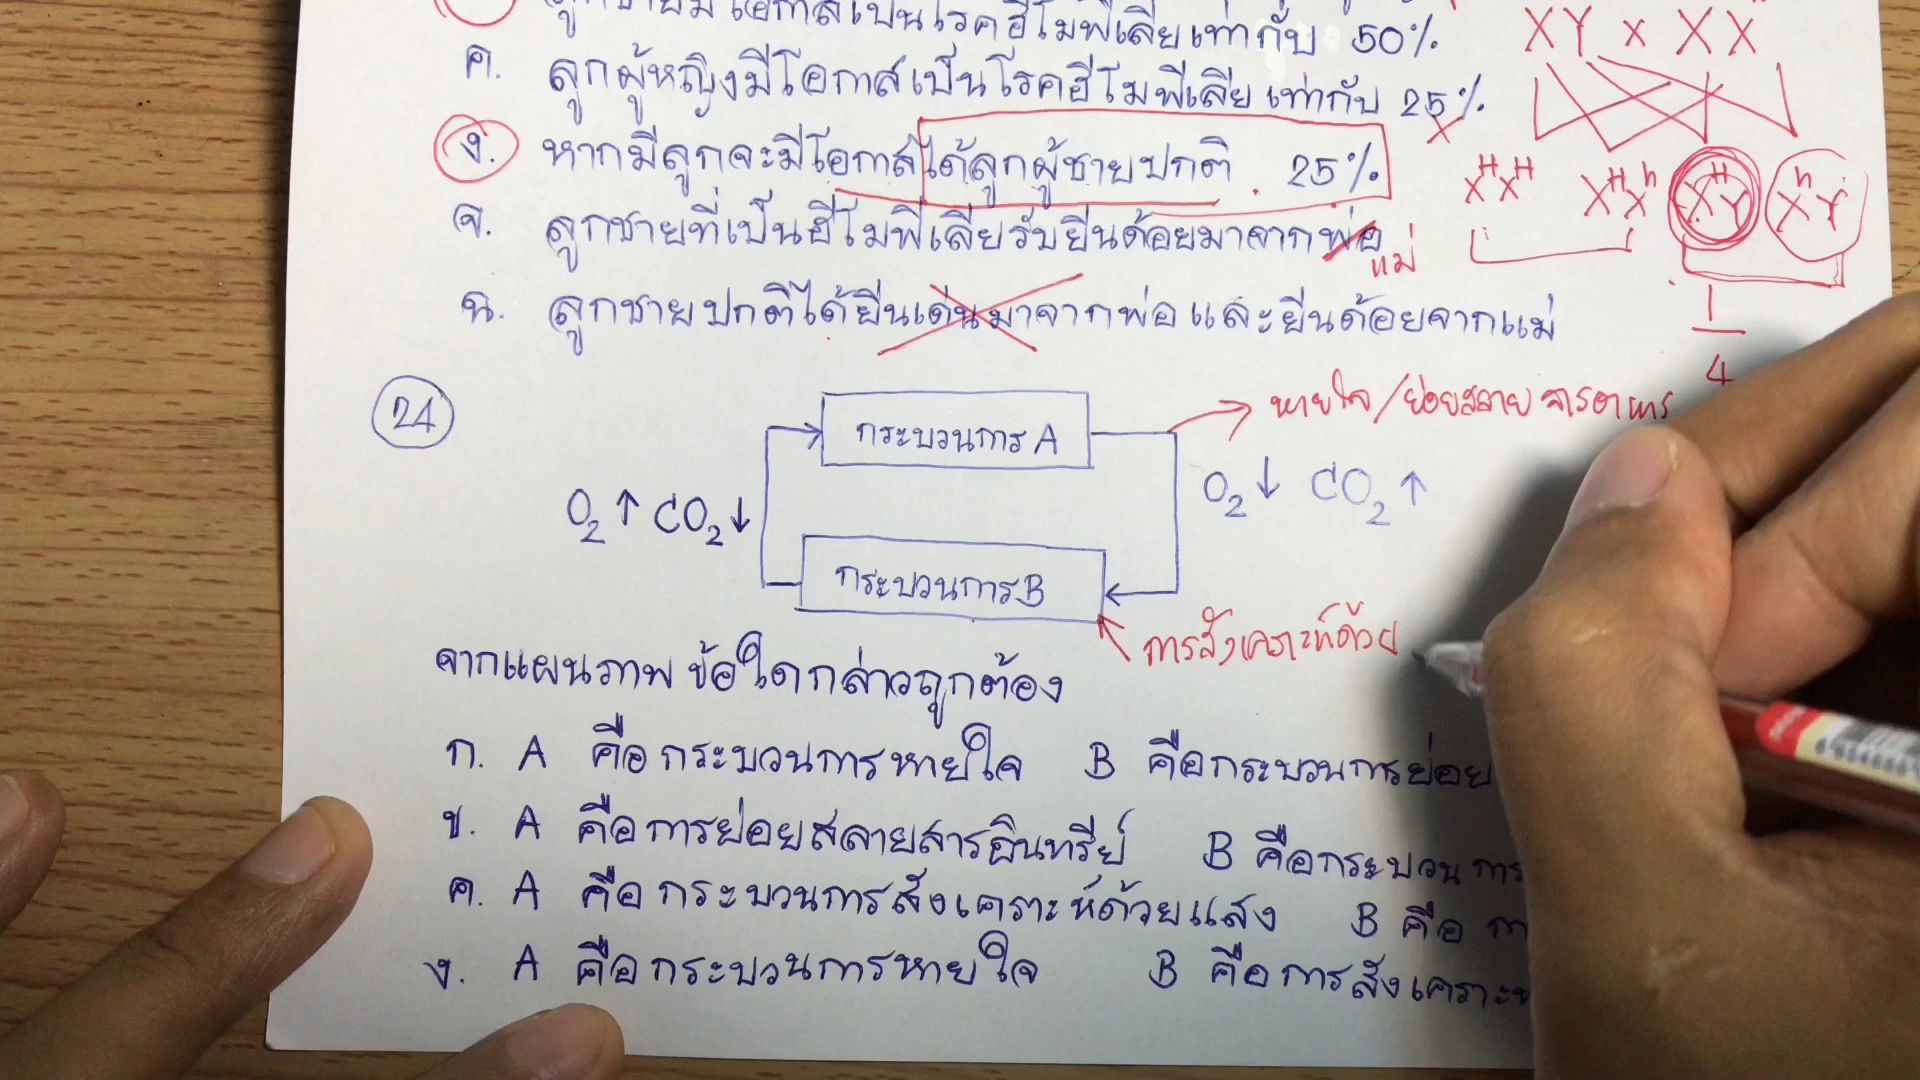 ลูกชายมีโอกาสเป็นโรคฮีโมฟีเลียเท่ากับ 50%
XY x XX
ค. ลูกผู้หญิงมีโอกาสเป็นโรคฮีโมฟีเลีย เท่ากับ 25%
X
ง. หากมีลูกจะมีโอกาสได้ลูกผู้ชายปกติ 25%
XᴴXᴴ XᴴXʰ XᴴY XʰY
จ. ลูกชายที่เป็นฮีโมฟีเลียรับยีนด้อยมาจากพ่อ
แม่
ฉ. ลูกชายปกติได้ยีนเด่นมาจากพ่อและยีนด้อยจากแม่
1
4
24
กระบวนการ A
หายใจ/ย่อยสลายสารอาหาร
O₂ ↑ CO₂ ↓
O₂ ↓ CO₂ ↑
กระบวนการ B
การสังเคราะห์ด้วย
จากแผนภาพ ข้อใดกล่าวถูกต้อง
ก. A คือกระบวนการหายใจ B คือกระบวนการย่อย
ข. A คือการย่อยสลายสารอินทรีย์ B คือกระบวนการ
ค. A คือ กระบวนการสังเคราะห์ด้วยแสง B คือ
ง. A คือกระบวนการหายใจ B คือการสังเคราะห